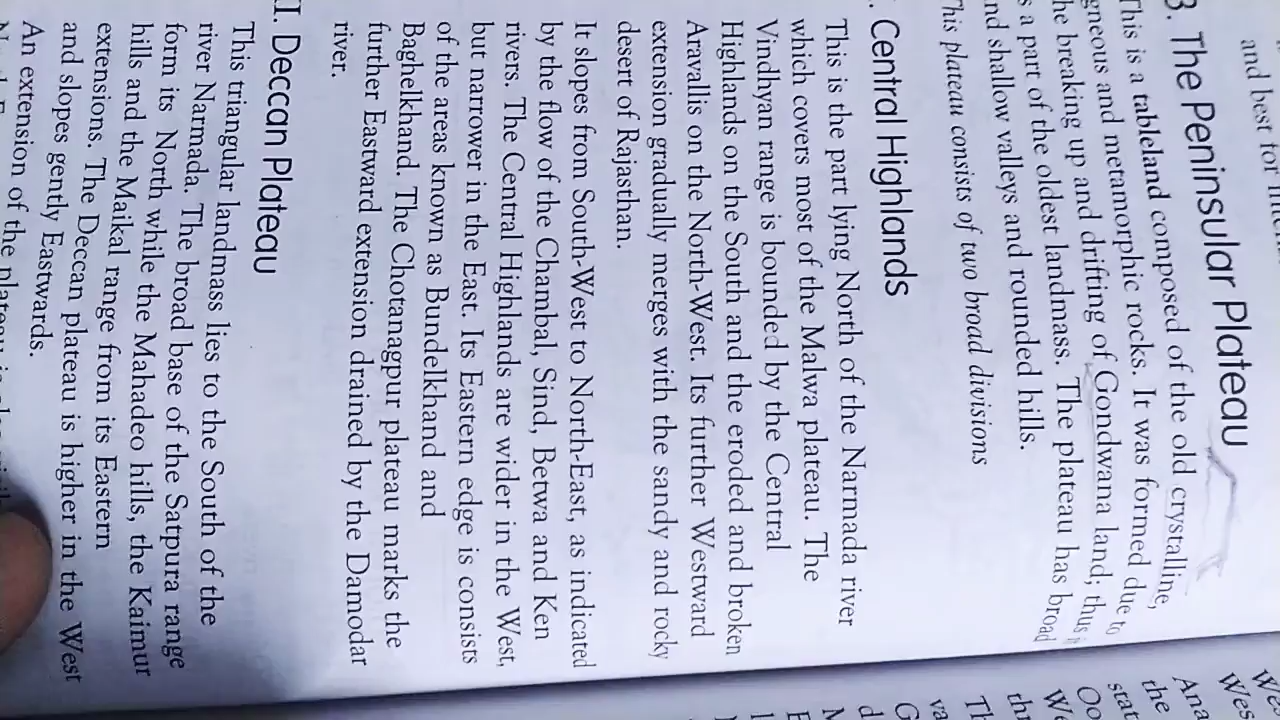 and best for
3. The Peninsular Plateau
This is a tableland composed of the old crystalline,
igneous and metamorphic rocks. It was formed due to
the breaking up and drifting of Gondwana land; thus
s a part of the oldest landmass. The plateau has broad
nd shallow valleys and rounded hills.
This plateau consists of two broad divisions
. Central Highlands
This is the part lying North of the Narmada river
which covers most of the Malwa plateau. The
Vindhyan range is bounded by the Central
Highlands on the South and the eroded and broken
Aravallis on the North-West. Its further Westward
extension gradually merges with the sandy and rocky
desert of Rajasthan.
It slopes from South-West to North-East, as indicated
by the flow of the Chambal, Sind, Betwa and Ken
rivers. The Central Highlands are wider in the West,
but narrower in the East. Its Eastern edge is consists
of the areas known as Bundelkhand and
Baghelkhand. The Chotanagpur plateau marks the
further Eastward extension drained by the Damodar
river.
II. Deccan Plateau
This triangular landmass lies to the South of the
river Narmada. The broad base of the Satpura range
form its North while the Mahadeo hills, the Kaimur
hills and the Maikal range from its Eastern
extensions. The Deccan plateau is higher in the West
and slopes gently Eastwards.
An extension of the plateau is also